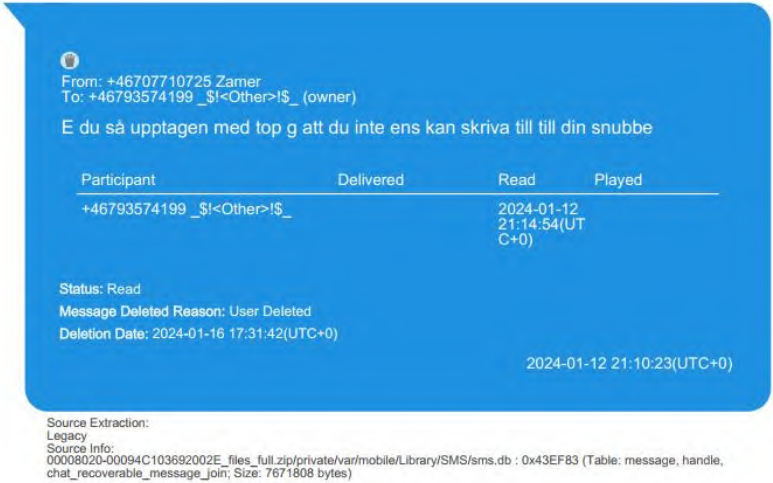 From: +46707710725 Zamer
To: +46793574199 _$!<Other>!$_ (owner)
E du så upptagen med top g att du inte ens kan skriva till till din snubbe
Participant Delivered Read Played
+46793574199 _$!<Other>!$_ 2024-01-12
21:14:54(UT
C+0)
Status: Read
Message Deleted Reason: User Deleted
Deletion Date: 2024-01-16 17:31:42(UTC+0)
2024-01-12 21:10:23(UTC+0)
Source Extraction:
Legacy
Source Info:
00008020-00094C103692002E_files_full.zip/private/var/mobile/Library/SMS/sms.db : 0x43EF83 (Table: message, handle,
chat_recoverable_message_join; Size: 7671808 bytes)